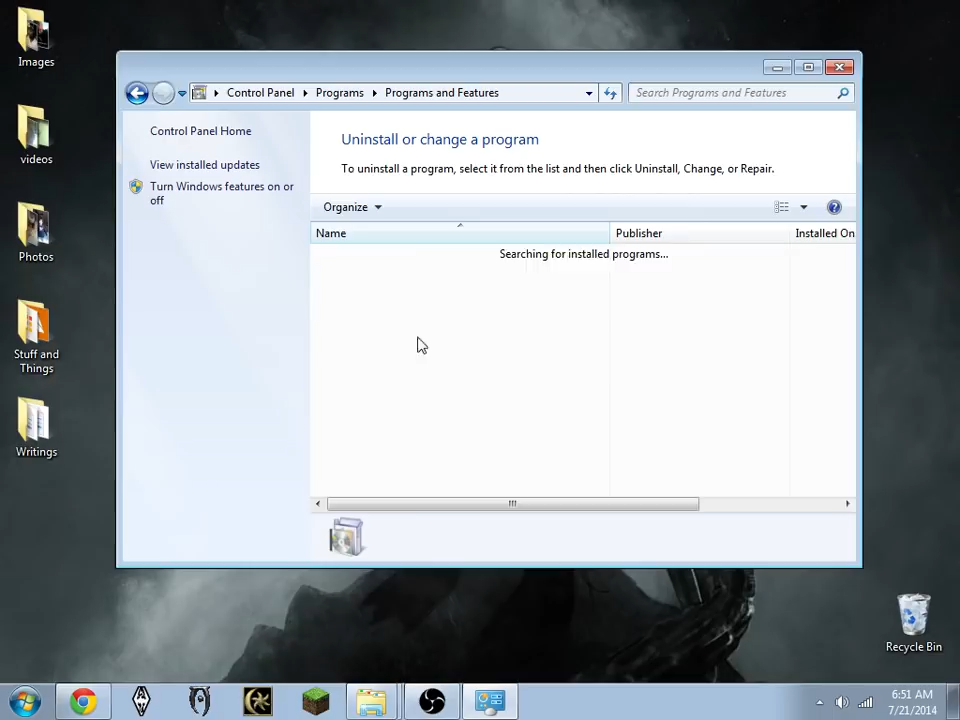 Images
videos
Photos
Stuff and
Things
Writings
Control Panel
Programs
Programs and Features
Search Programs and Features
Control Panel Home
View installed updates
Turn Windows features on or
off
Uninstall or change a program
To uninstall a program, select it from the list and then click Uninstall, Change, or Repair.
Organize
Name
Publisher
Installed On
Searching for installed programs...
Recycle Bin
6:51 AM
7/21/2014